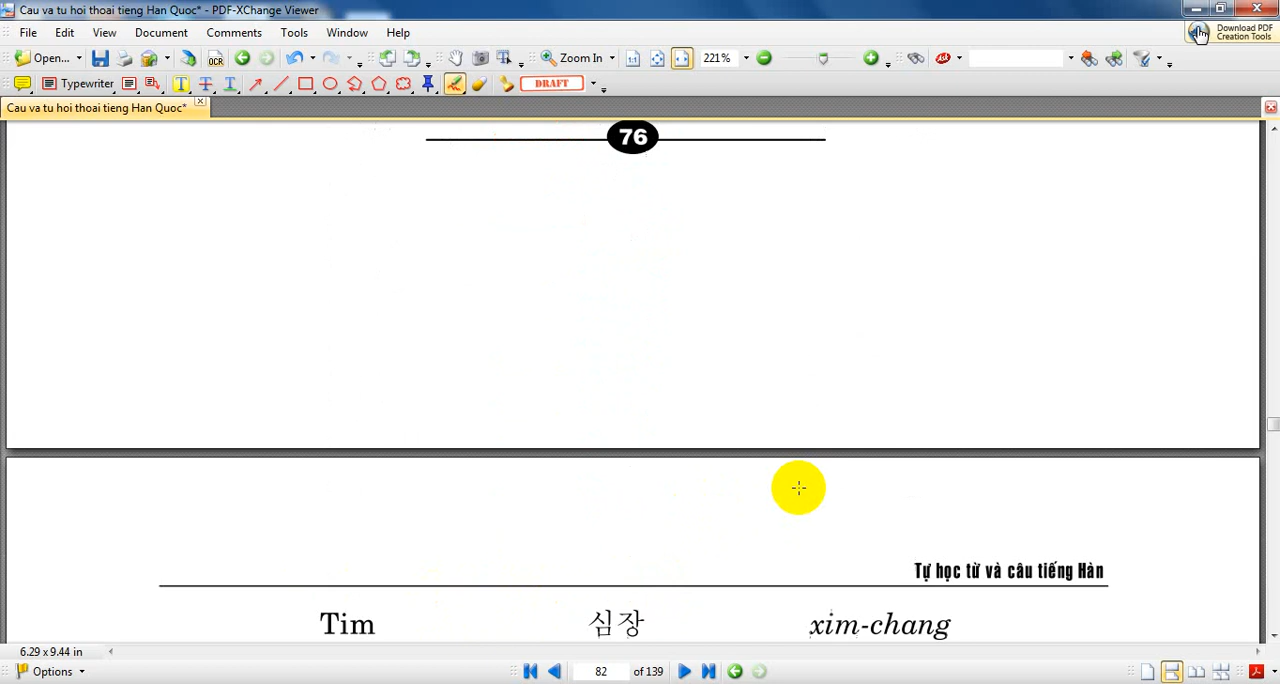 Cau va tu hoi thoai tieng Han Quoc* - PDF-XChange Viewer
File Edit View Document Comments Tools Window Help
Download PDF
Creation Tools
Open... OCR Zoom In 221%
Typewriter DRAFT
Cau va tu hoi thoai tieng Han Quoc*
76
Tự học từ và câu tiếng Hàn
Tim 심장 xim-chang
6.29 x 9.44 in
Options 82 of 139